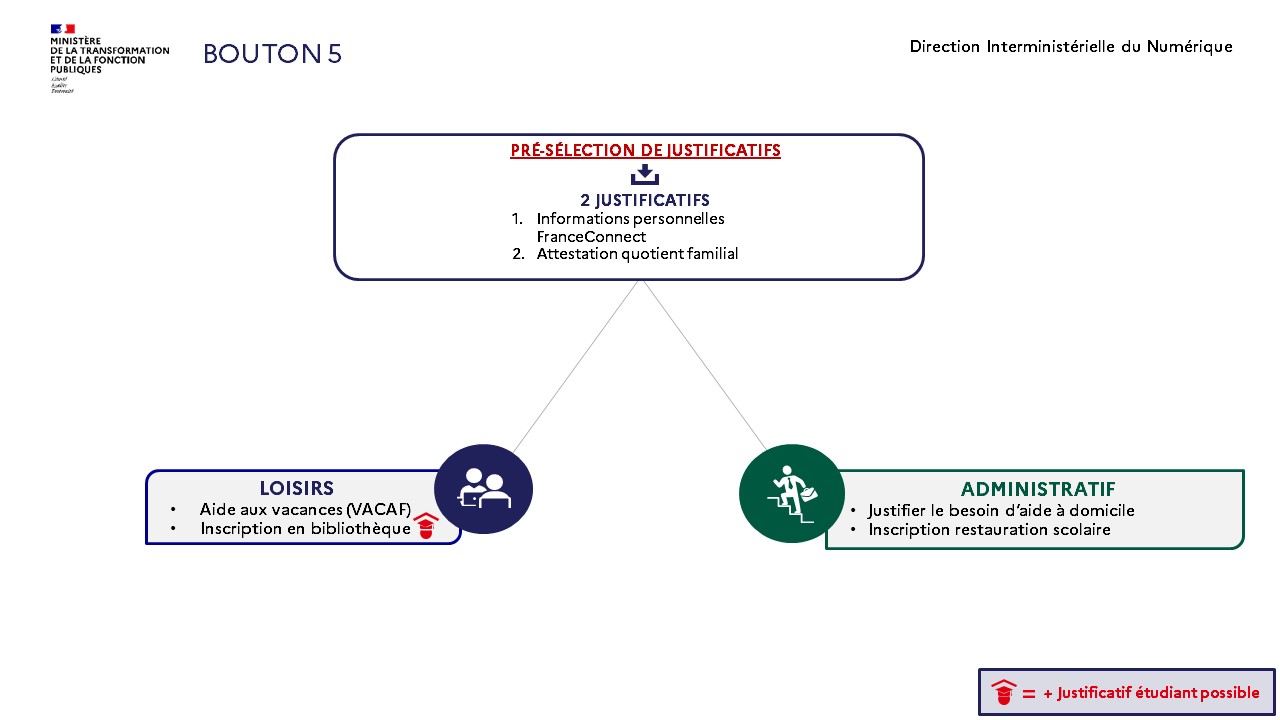 MINISTÈRE
DE LA TRANSFORMATION
ET DE LA FONCTION
PUBLIQUES
Liberté
Égalité
Fraternité
BOUTON 5
Direction Interministérielle du Numérique
PRÉ-SÉLECTION DE JUSTIFICATIFS
2 JUSTIFICATIFS
1. Informations personnelles
FranceConnect
2. Attestation quotient familial
LOISIRS
• Aide aux vacances (VACAF)
• Inscription en bibliothèque
ADMINISTRATIF
• Justifier le besoin d’aide à domicile
• Inscription restauration scolaire
= + Justificatif étudiant possible